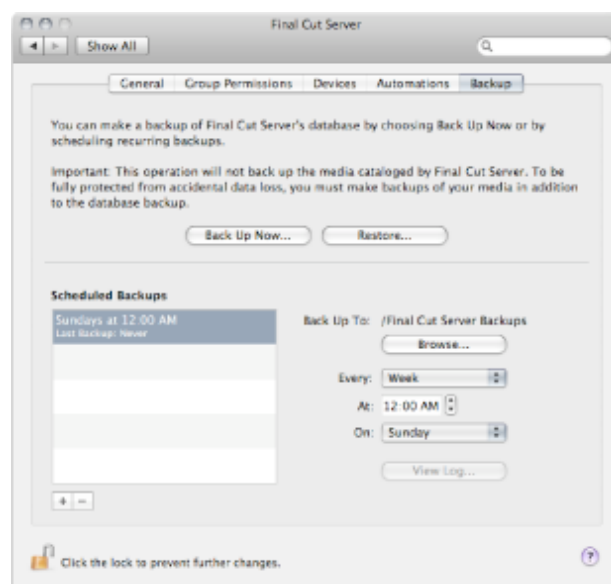 Final Cut Server
Show All
General Group Permissions Devices Automations Backup
You can make a backup of Final Cut Server's database by choosing Back Up Now or by
scheduling recurring backups.
Important: This operation will not back up the media cataloged by Final Cut Server. To be
fully protected from accidental data loss, you must make backups of your media in addition
to the database backup.
Back Up Now... Restore...
Scheduled Backups
Sundays at 12:00 AM
Last Backup: Never
Back Up To: /Final Cut Server Backups
Browse...
Every: Week
At: 12:00 AM
On: Sunday
View Log...
+ −
Click the lock to prevent further changes.
?